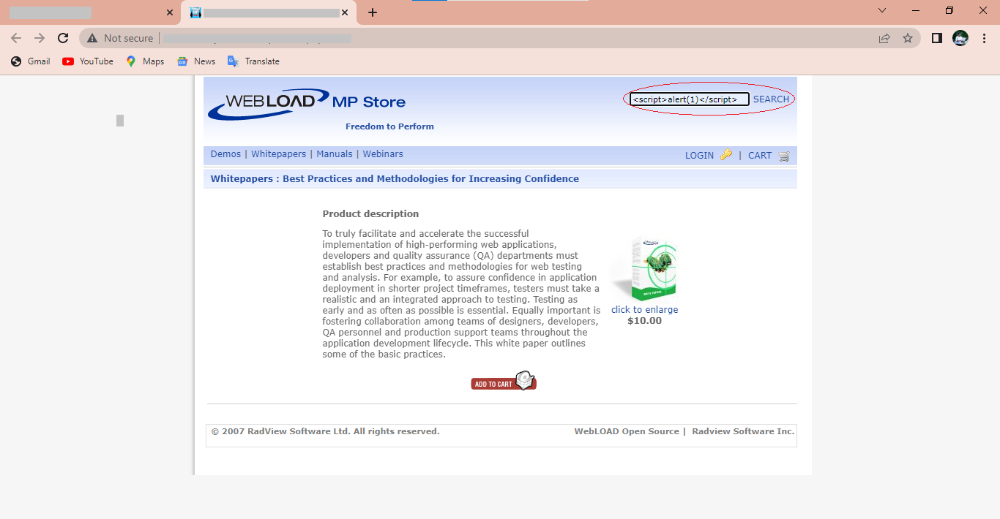 Not secure
Gmail YouTube Maps News Translate
WEBLOAD MP Store
Freedom to Perform
<script>alert(1)</script> SEARCH
Demos | Whitepapers | Manuals | Webinars
LOGIN | CART
Whitepapers : Best Practices and Methodologies for Increasing Confidence
Product description
To truly facilitate and accelerate the successful
implementation of high-performing web applications,
developers and quality assurance (QA) departments must
establish best practices and methodologies for web testing
and analysis. For example, to assure confidence in application
deployment in shorter project timeframes, testers must take a
realistic and an integrated approach to testing. Testing as
early and as often as possible is essential. Equally important is
fostering collaboration among teams of designers, developers,
QA personnel and production support teams throughout the
application development lifecycle. This white paper outlines
some of the basic practices.
WHITE PAPERS
click to enlarge
$10.00
ADD TO CART
© 2007 RadView Software Ltd. All rights reserved.
WebLOAD Open Source | Radview Software Inc.